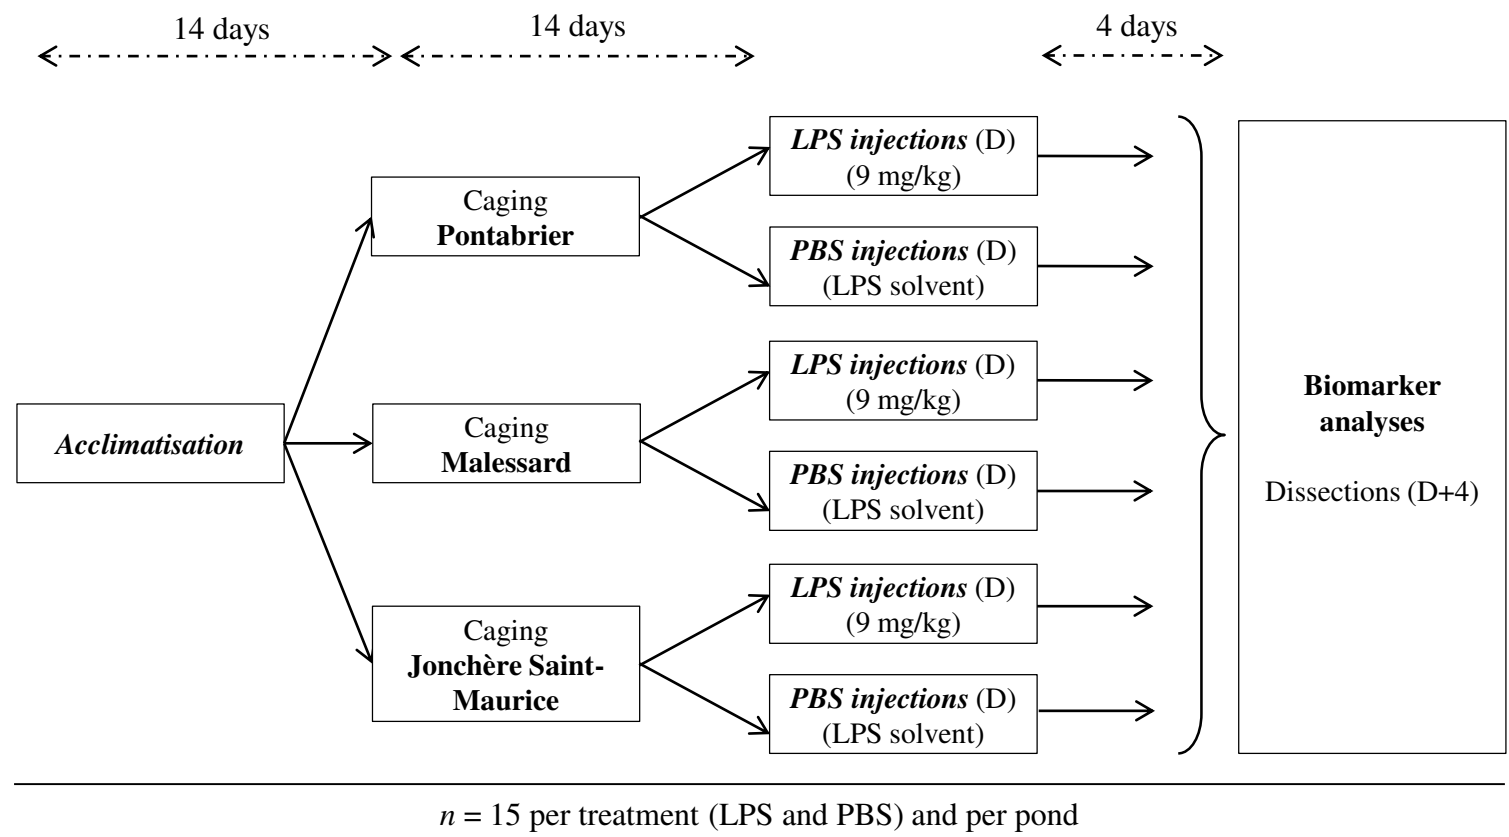 14 days
14 days
4 days
LPS injections (D)
(9 mg/kg)
Caging
Pontabrier
PBS injections (D)
(LPS solvent)
LPS injections (D)
(9 mg/kg)
Acclimatisation
Caging
Malessard
PBS injections (D)
(LPS solvent)
LPS injections (D)
(9 mg/kg)
Caging
Jonchère Saint-
Maurice
PBS injections (D)
(LPS solvent)
Biomarker
analyses
Dissections (D+4)
n = 15 per treatment (LPS and PBS) and per pond